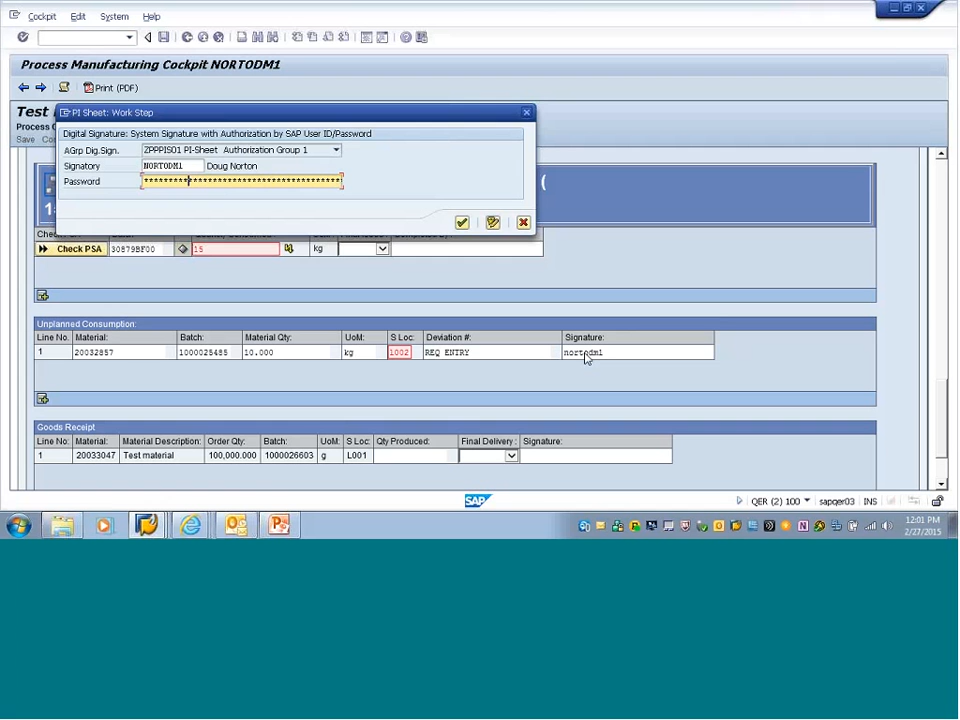 Cockpit Edit System Help
Process Manufacturing Cockpit NORTODM1
Print (PDF)
Test
PI Sheet: Work Step
Process C
Save Co
Digital Signature: System Signature with Authorization by SAP User ID/Password
AGrp Dig.Sign. ZPPPIS01 PI-Sheet Authorization Group 1
Signatory NORTODM1 Doug Norton
Password ****************************************
(
1
Check PSA 30879BF00 15 kg
Unplanned Consumption:
Line No. Material: Batch: Material Qty: UoM: S Loc: Deviation #: Signature:
1 20032857 1000025485 10.000 kg 1002 REQ ENTRY nortodm1
Goods Receipt
Line No: Material: Material Description: Order Qty: Batch: UoM: S Loc: Qty Produced: Final Delivery: Signature:
1 20033047 Test material 100,000.000 1000026603 g L001
SAP
QER (2) 100 sapqer03 INS
12:01 PM
2/27/2015